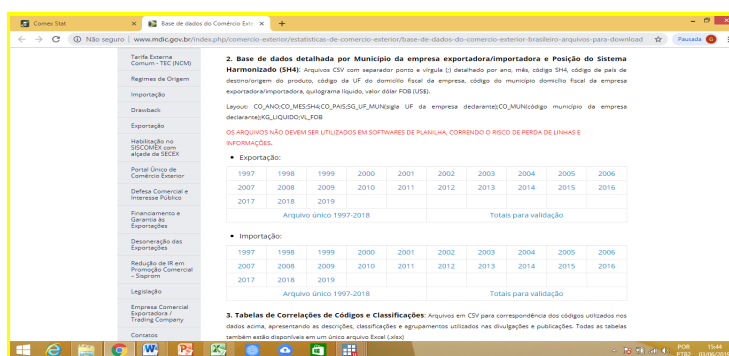 Comex Stat
Base de dados do Comércio Exte
Não seguro | www.mdic.gov.br/index.php/comercio-exterior/estatisticas-de-comercio-exterior/base-de-dados-do-comercio-exterior-brasileiro-arquivos-para-download
Pausada
Tarifa Externa
Comum - TEC (NCM)
Regimes de Origem
Importação
Drawback
Exportação
Habilitação no
SISCOMEX com
alçada da SECEX
Portal Único de
Comércio Exterior
Defesa Comercial e
Interesse Público
Financiamento e
Garantia às
Exportações
Desoneração das
Exportações
Redução de IR em
Promoção Comercial
– Sisprom
Legislação
Empresa Comercial
Exportadora /
Trading Company
Contatos
2. Base de dados detalhada por Município da empresa exportadora/importadora e Posição do Sistema
Harmonizado (SH4): Arquivos CSV com separador ponto e vírgula (;) detalhado por ano, mês, código SH4, código de país de
destino/origem do produto, código da UF do domicílio fiscal da empresa, código do município domicílio fiscal da empresa
exportadora/importadora, quilograma líquido, valor dólar FOB (US$).
Layout: CO_ANO;CO_MES;SH4;CO_PAIS;SG_UF_MUN(sigla UF da empresa declarante);CO_MUN(código município da empresa
declarante);KG_LIQUIDO;VL_FOB
OS ARQUIVOS NÃO DEVEM SER UTILIZADOS EM SOFTWARES DE PLANILHA, CORRENDO O RISCO DE PERDA DE LINHAS E
INFORMAÇÕES.
• Exportação:
1997 1998 1999 2000 2001 2002 2003 2004 2005 2006
2007 2008 2009 2010 2011 2012 2013 2014 2015 2016
2017 2018 2019
Arquivo único 1997-2018 Totais para validação
• Importação:
1997 1998 1999 2000 2001 2002 2003 2004 2005 2006
2007 2008 2009 2010 2011 2012 2013 2014 2015 2016
2017 2018 2019
Arquivo único 1997-2018 Totais para validação
3. Tabelas de Correlações de Códigos e Classificações: Arquivos em CSV para correspondência dos códigos utilizados nos
dados acima, apresentando as descrições, classificações e agrupamentos utilizados nas divulgações e publicações. Todas as tabelas
também estão disponíveis em um único arquivo Excel (.xlsx)
POR 15:44
PTB2 03/06/2019